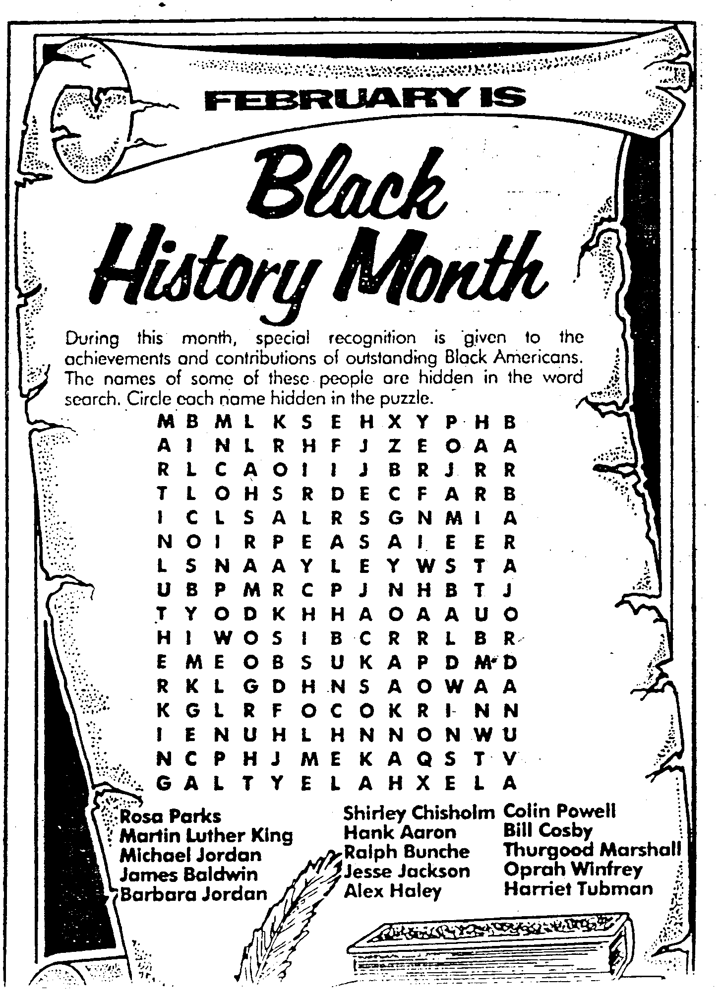 FEBRUARY IS
Black
History Month
During this month, special recognition is given to the
achievements and contributions of outstanding Black Americans.
The names of some of these people are hidden in the word
search. Circle each name hidden in the puzzle.
M B M L K S E H X Y P H B
A I N L R H F J Z E O A A
R L C A O I I J B R J R R
T L O H S R D E C F A R B
I C L S A L R S G N M I A
N O I R P E A S A I E E R
L S N A A Y L E Y W S T A
U B P M R C P J N H B T J
T Y O D K H H A O A A U O
H I W O S I B C R R L B R
E M E O B S U K A P D M D
R K L G D H N S A O W A A
K G L R F O C O K R I N N
I E N U H L H N N O N W U
N C P H J M E K A Q S T V
G A L T Y E L A H X E L A
Rosa Parks
Martin Luther King
Michael Jordan
James Baldwin
Barbara Jordan
Shirley Chisholm
Hank Aaron
Ralph Bunche
Jesse Jackson
Alex Haley
Colin Powell
Bill Cosby
Thurgood Marshall
Oprah Winfrey
Harriet Tubman